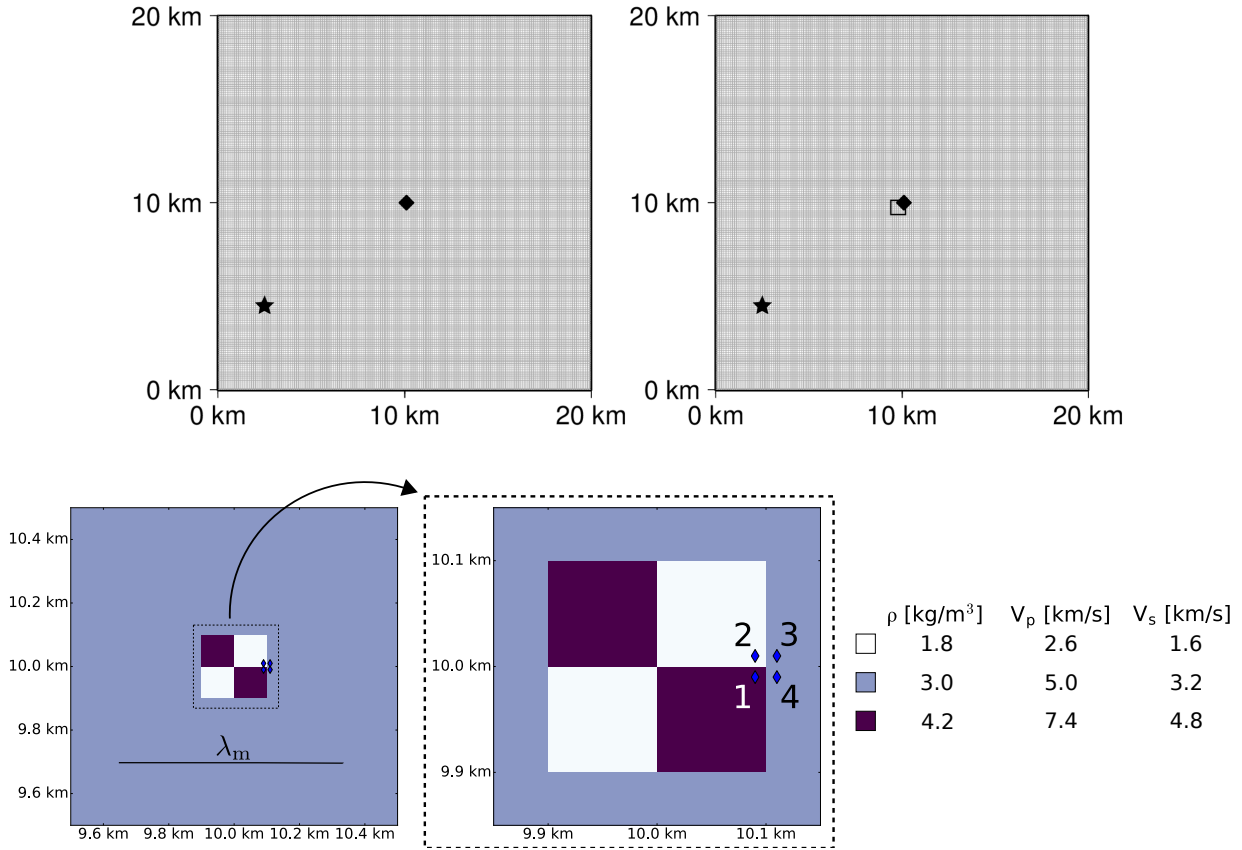 20 km
10 km
0 km
0 km 10 km 20 km
20 km
10 km
0 km
0 km 10 km 20 km
10.4 km
10.2 km
10.0 km
9.8 km
9.6 km
λm
9.6 km 9.8 km 10.0 km 10.2 km 10.4 km
10.1 km
10.0 km
9.9 km
2 3
1 4
9.9 km 10.0 km 10.1 km
ρ [kg/m³] Vp [km/s] Vs [km/s]
1.8 2.6 1.6
3.0 5.0 3.2
4.2 7.4 4.8